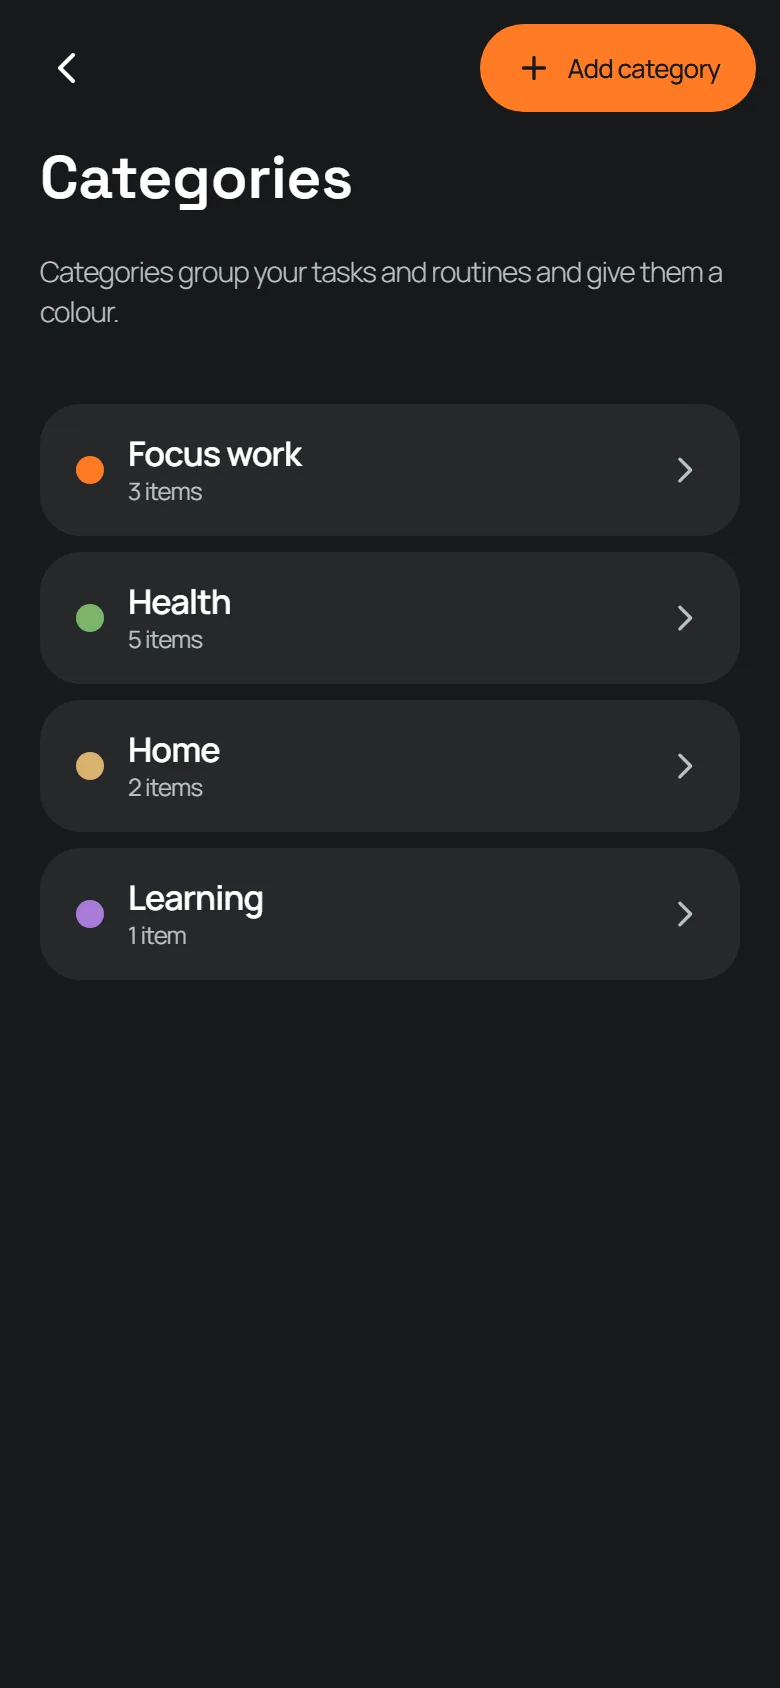 Add category
Categories
Categories group your tasks and routines and give them a
colour.
Focus work
3 items
Health
5 items
Home
2 items
Learning
1 item